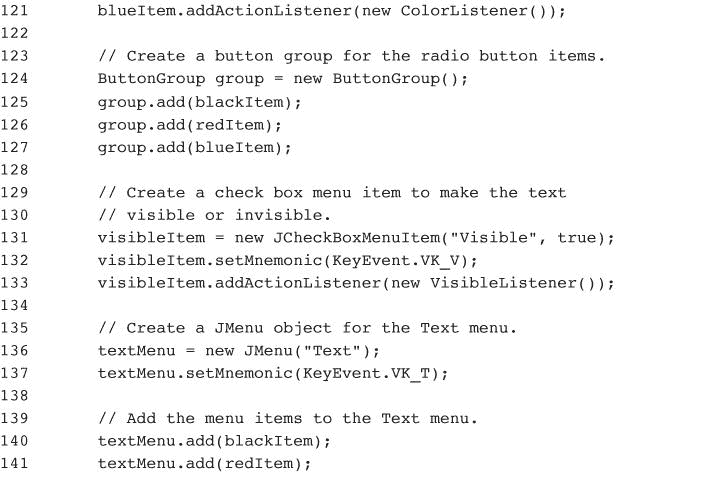 121 blueItem.addActionListener(new ColorListener());
122
123 // Create a button group for the radio button items.
124 ButtonGroup group = new ButtonGroup();
125 group.add(blackItem);
126 group.add(redItem);
127 group.add(blueItem);
128
129 // Create a check box menu item to make the text
130 // visible or invisible.
131 visibleItem = new JCheckBoxMenuItem("Visible", true);
132 visibleItem.setMnemonic(KeyEvent.VK_V);
133 visibleItem.addActionListener(new VisibleListener());
134
135 // Create a JMenu object for the Text menu.
136 textMenu = new JMenu("Text");
137 textMenu.setMnemonic(KeyEvent.VK_T);
138
139 // Add the menu items to the Text menu.
140 textMenu.add(blackItem);
141 textMenu.add(redItem);